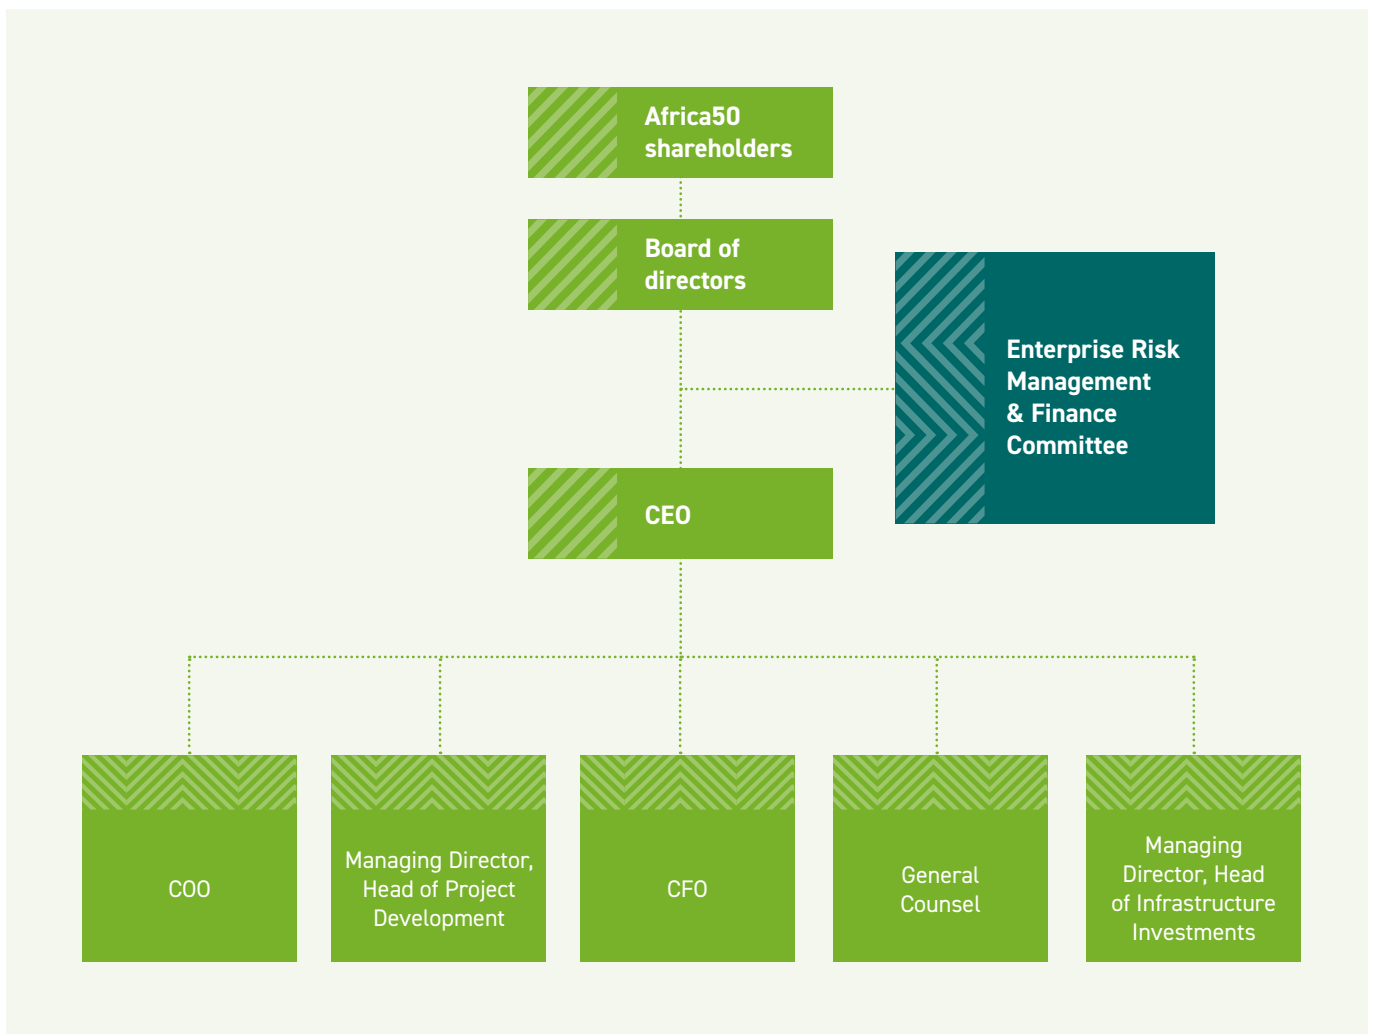 Africa50
shareholders
Board of
directors
Enterprise Risk
Management
& Finance
Committee
CEO
COO
Managing Director,
Head of Project
Development
CFO
General
Counsel
Managing
Director, Head
of Infrastructure
Investments